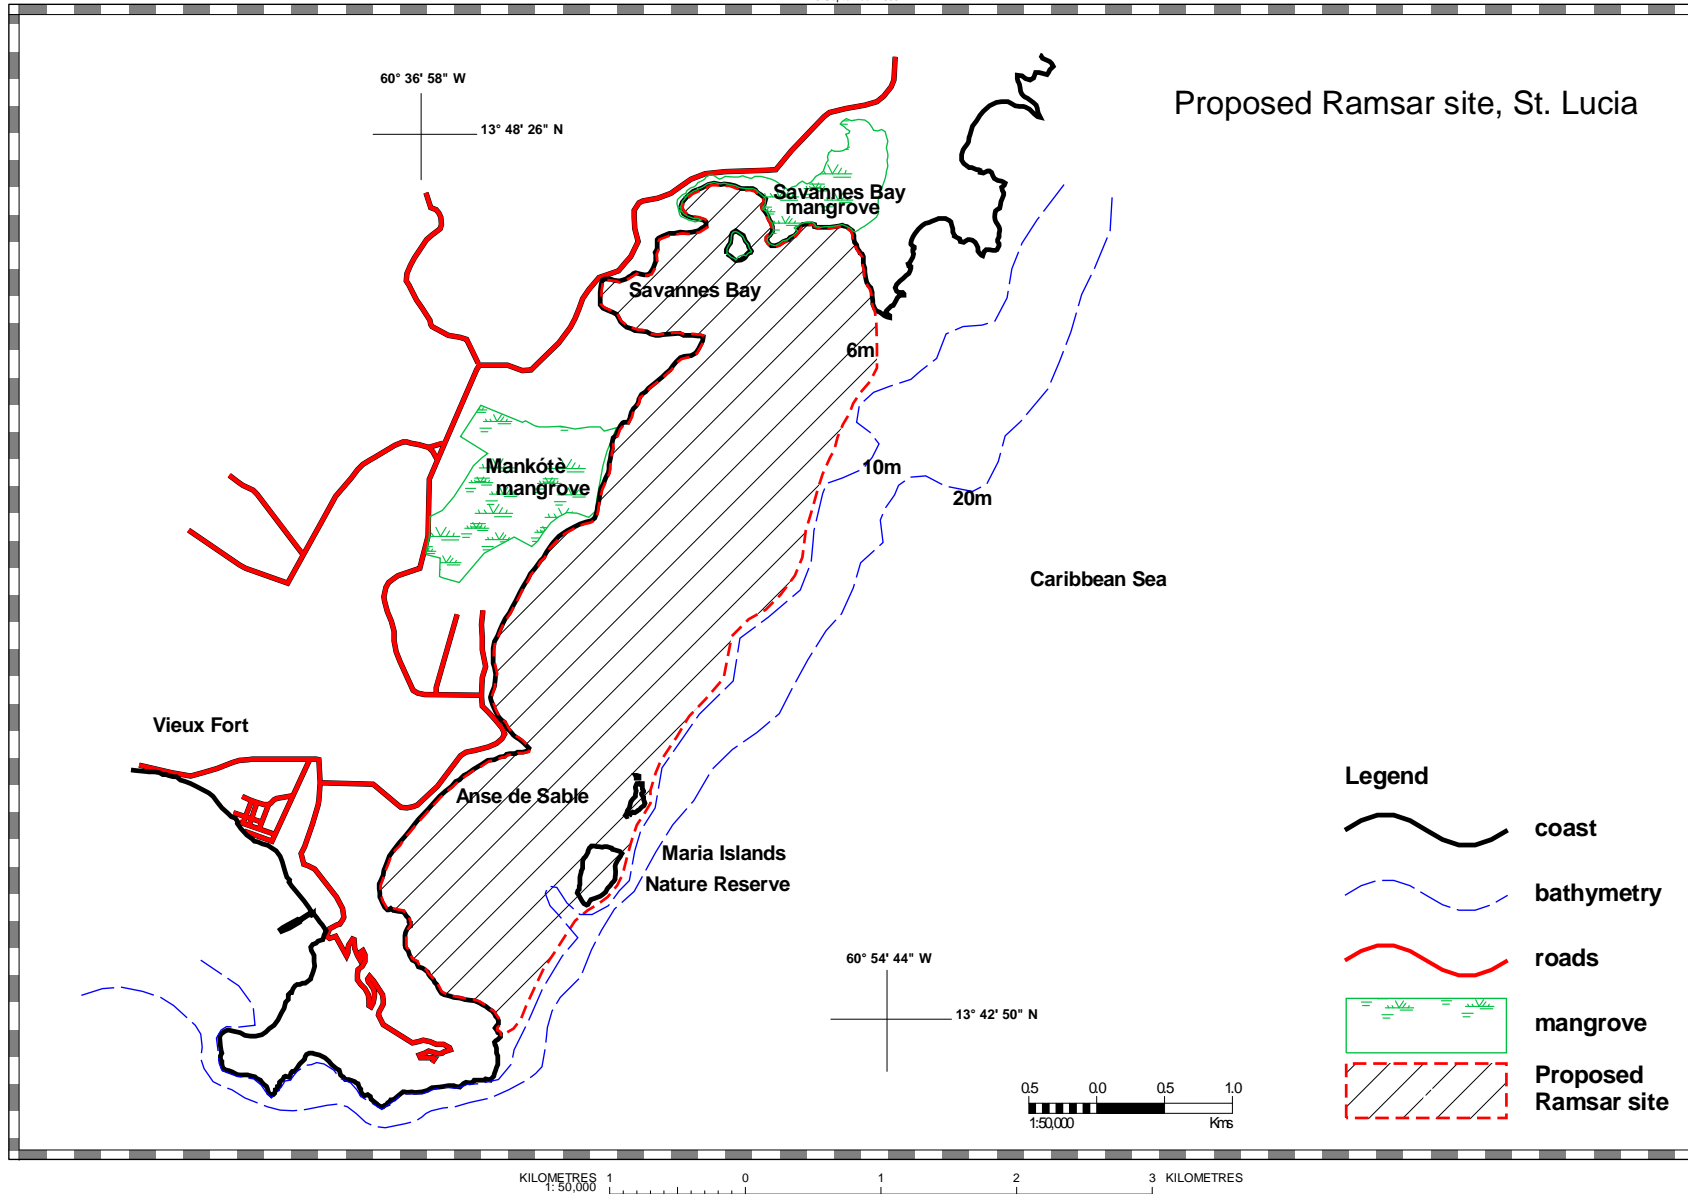 60° 36' 58" W
13° 48' 26" N
Proposed Ramsar site, St. Lucia
Savannes Bay
mangrove
Savannes Bay
6m
Mankótè
mangrove
10m
20m
Caribbean Sea
Vieux Fort
Anse de Sable
Maria Islands
Nature Reserve
60° 54' 44" W
13° 42' 50" N
Legend
coast
bathymetry
roads
mangrove
Proposed
Ramsar site
0.5 0.0 0.5 1.0
1:50,000 Kms
KILOMETRES 1 0 1 2 3 KILOMETRES
1: 50,000